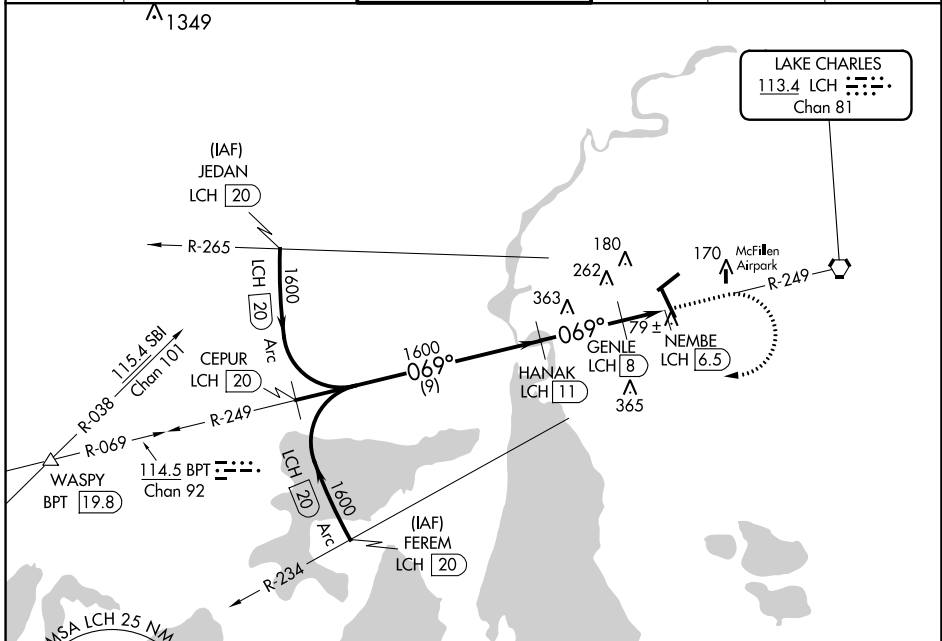 1349
LAKE CHARLES
113.4 LCH
Chan 81
(IAF)
JEDAN
LCH 20
R-265
1600
LCH 20
Arc
180
262
363
170
McFillen
Airpark
R-249
069°
79 ±
GENLE
LCH 8
NEMBE
LCH 6.5
365
1600
069°
(9)
HANAK
LCH 11
CEPUR
LCH 20
R-249
115.4 SBI
Chan 101
R-038
R-069
WASPY
BPT 19.8
114.5 BPT
Chan 92
LCH 20
Arc
1600
(IAF)
FEREM
LCH 20
R-234
MSA LCH 25 NM